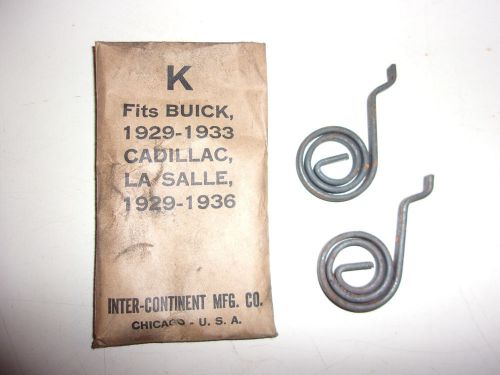 K
Fits BUICK,
1929-1933
CADILLAC,
LA SALLE,
1929-1936
INTER-CONTINENT MFG. CO.
CHICAGO - U. S. A.